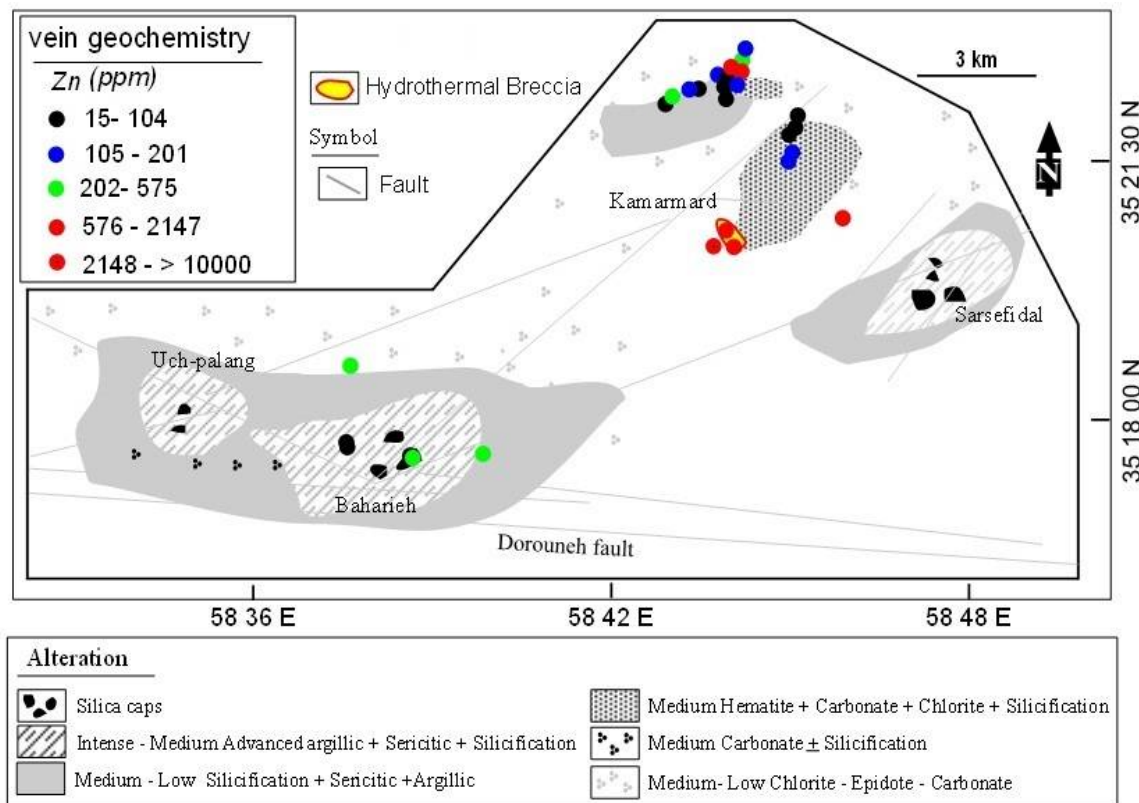 vein geochemistry
Zn (ppm)
15- 104
105 - 201
202- 575
576 - 2147
2148 - > 10000
Hydrothermal Breccia
Symbol
Fault
3 km
N
35 21 30 N
35 18 00 N
Kamarmard
Sarsefidal
Uch-palang
Baharieh
Dorouneh fault
58 36 E
58 42 E
58 48 E
Alteration
Silica caps
Intense - Medium Advanced argillic + Sericitic + Silicification
Medium - Low Silicification + Sericitic +Argillic
Medium Hematite + Carbonate + Chlorite + Silicification
Medium Carbonate ± Silicification
Medium- Low Chlorite - Epidote - Carbonate